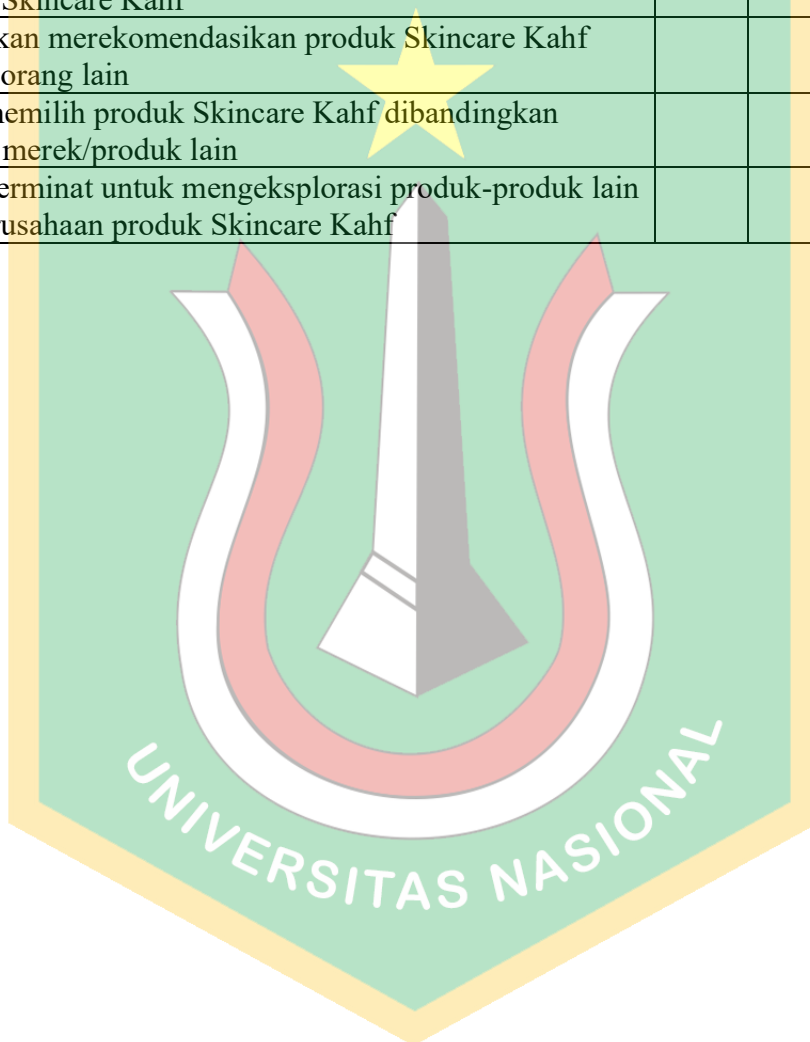 Skincare Kahf
kan merekomendasikan produk Skincare Kahf
orang lain
memilih produk Skincare Kahf dibandingkan
merek/produk lain
erminat untuk mengeksplorasi produk-produk lain
usahaan produk Skincare Kahf
UNIVERSITAS NASIONAL